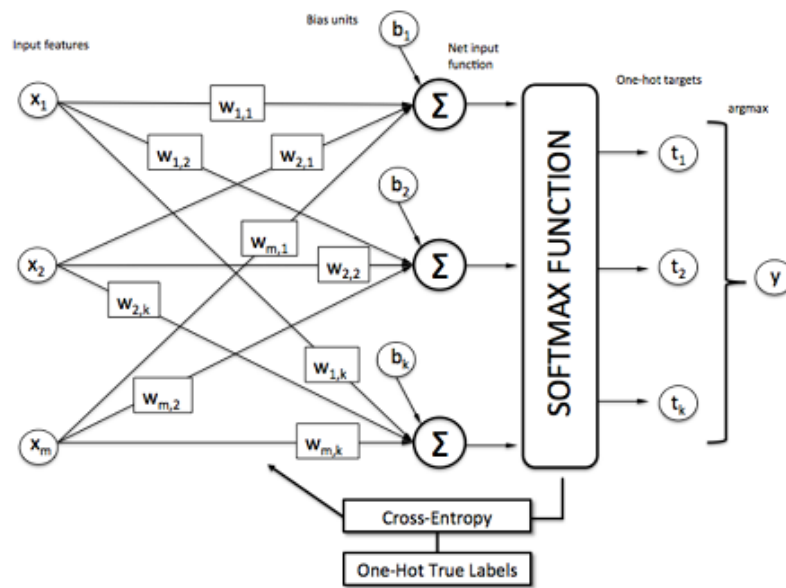 Bias units
b1
Input features
Net input
function
One-hot targets
argmax
x1
w1,1
Σ
w1,2
w2,1
t1
b2
wm,1
x2
w2,2
Σ
SOFTMAX FUNCTION
t2
y
w2,k
bk
w1,k
wm,2
tk
xm
wm,k
Σ
Cross-Entropy
One-Hot True Labels